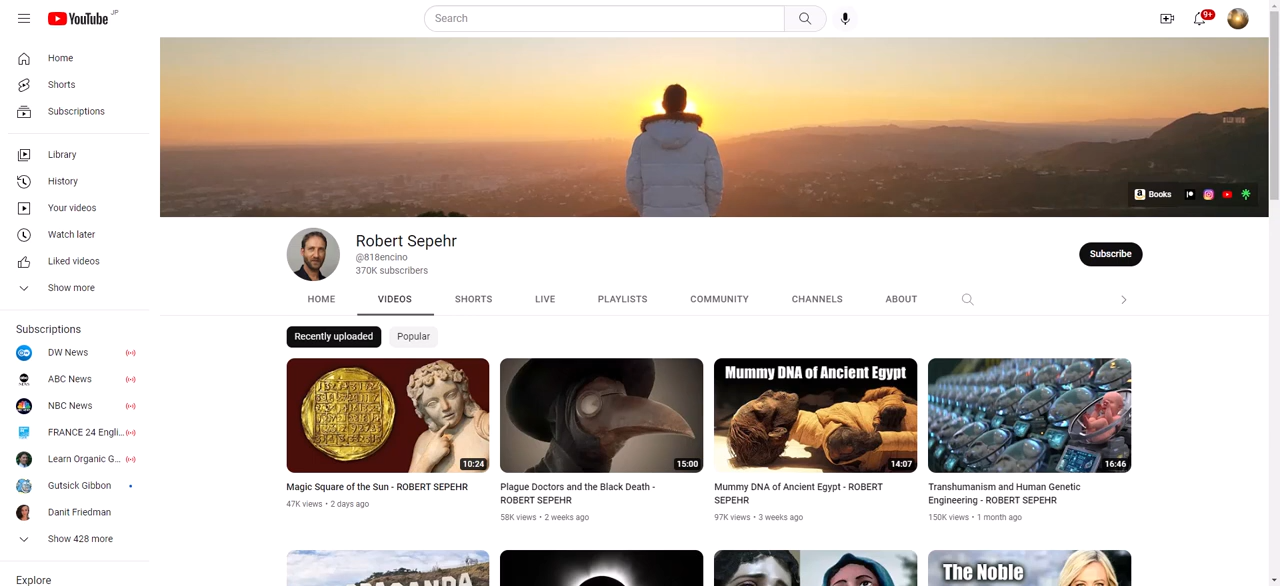 YouTube JP
Search
9+
Home
Shorts
Subscriptions
Library
History
Your videos
Watch later
Liked videos
Show more
Subscriptions
DW News
ABC News
NBC News
FRANCE 24 Engli...
Learn Organic G...
Gutsick Gibbon
Danit Friedman
Show 428 more
Explore
Books
Robert Sepehr
@818encino
370K subscribers
Subscribe
HOME VIDEOS SHORTS LIVE PLAYLISTS COMMUNITY CHANNELS ABOUT
Recently uploaded Popular
10:24
Magic Square of the Sun - ROBERT SEPEHR
47K views • 2 days ago
15:00
Plague Doctors and the Black Death -
ROBERT SEPEHR
58K views • 2 weeks ago
Mummy DNA of Ancient Egypt
14:07
Mummy DNA of Ancient Egypt - ROBERT
SEPEHR
97K views • 3 weeks ago
16:46
Transhumanism and Human Genetic
Engineering - ROBERT SEPEHR
150K views • 1 month ago
The Noble